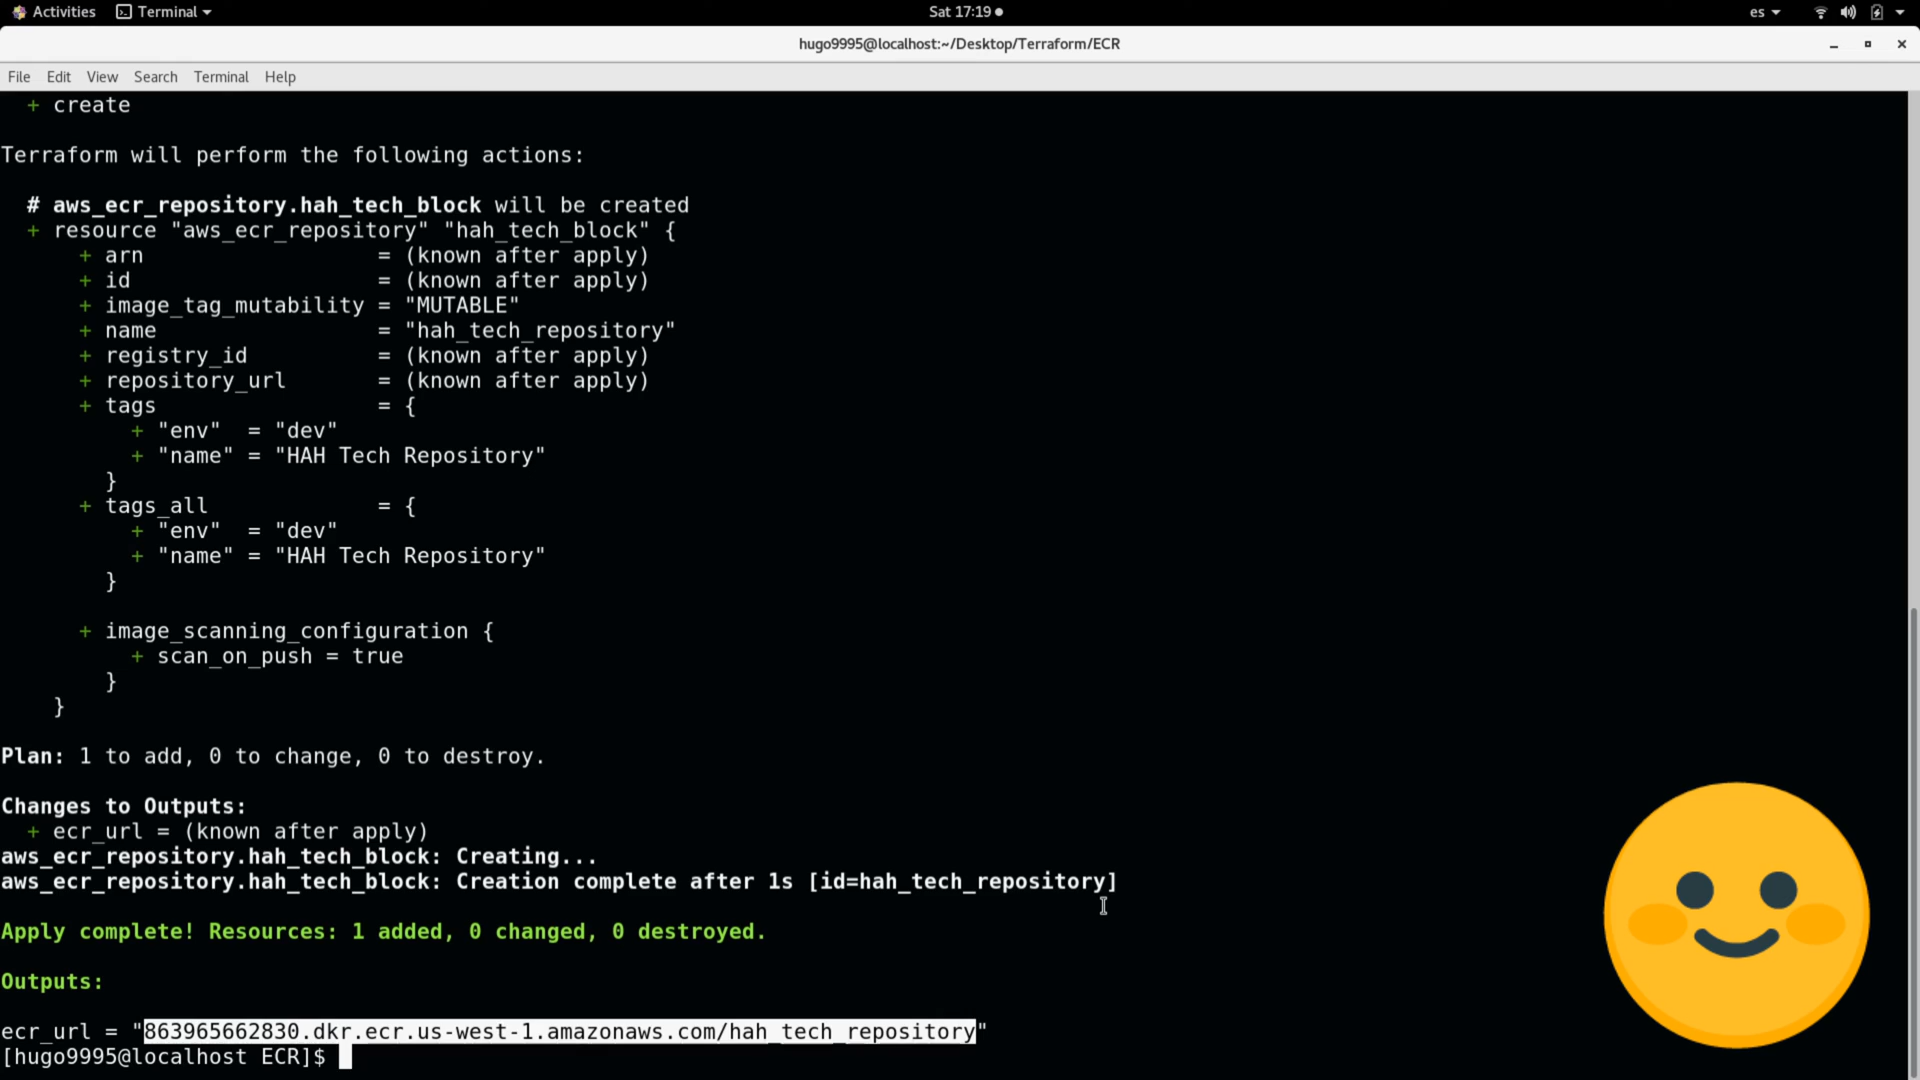 Activities
Terminal
Sat 17:19
es
hugo9995@localhost:~/Desktop/Terraform/ECR
File Edit View Search Terminal Help
+ create
Terraform will perform the following actions:
# aws_ecr_repository.hah_tech_block will be created
+ resource "aws_ecr_repository" "hah_tech_block" {
+ arn = (known after apply)
+ id = (known after apply)
+ image_tag_mutability = "MUTABLE"
+ name = "hah_tech_repository"
+ registry_id = (known after apply)
+ repository_url = (known after apply)
+ tags = {
+ "env" = "dev"
+ "name" = "HAH Tech Repository"
}
+ tags_all = {
+ "env" = "dev"
+ "name" = "HAH Tech Repository"
}
+ image_scanning_configuration {
+ scan_on_push = true
}
}
Plan: 1 to add, 0 to change, 0 to destroy.
Changes to Outputs:
+ ecr_url = (known after apply)
aws_ecr_repository.hah_tech_block: Creating...
aws_ecr_repository.hah_tech_block: Creation complete after 1s [id=hah_tech_repository]
Apply complete! Resources: 1 added, 0 changed, 0 destroyed.
Outputs:
ecr_url = "863965662830.dkr.ecr.us-west-1.amazonaws.com/hah_tech_repository"
[hugo9995@localhost ECR]$